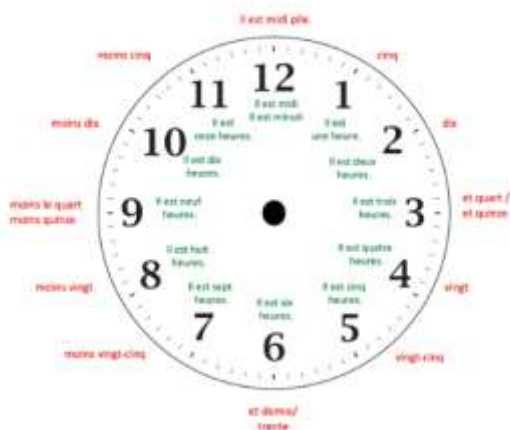 Il est midi pile.
moins cinq
cinq
12
11
1
Il est midi
Il est minuit
Il est
onze heures.
Il est
une heure.
moins dix
dix
10
2
Il est dix
heures.
Il est deux
heures.
moins le quart
moins quinze
9
Il est neuf
heures.
Il est trois
heures.
3
et quart /
et quinze
Il est huit
heures.
Il est quatre
heures.
8
4
moins vingt
vingt
Il est sept
heures.
Il est cinq
heures.
Il est six
heures.
7
5
6
moins vingt-cinq
vingt-cinq
et demie/
trente